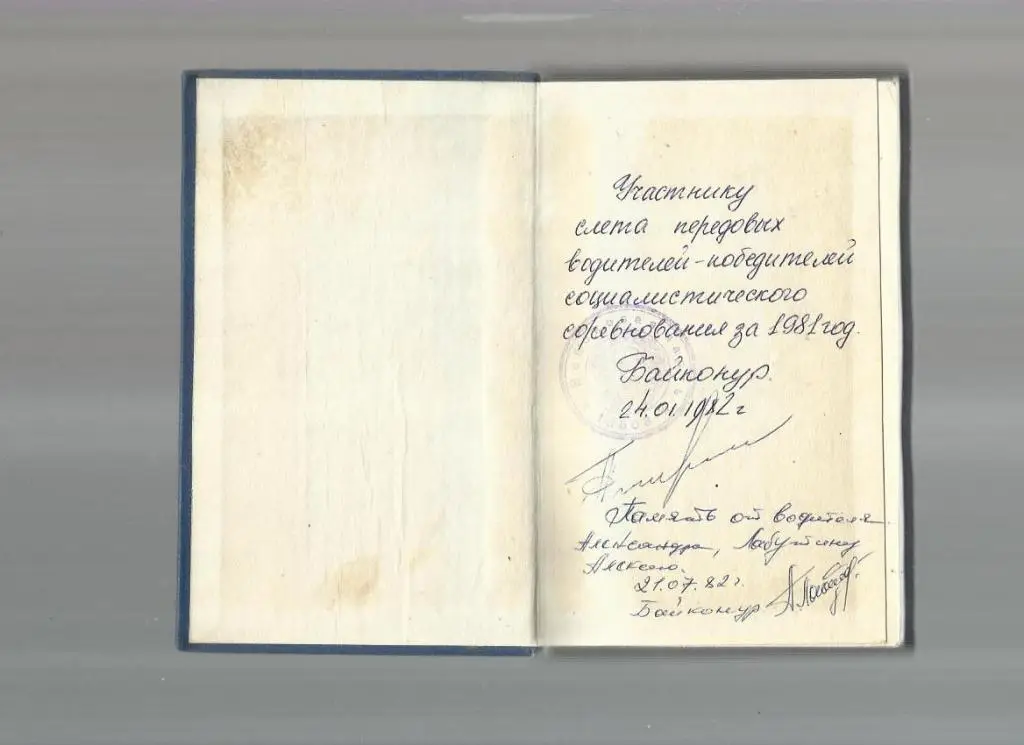 Участнику
слета передовых
водителей-победителей
социалистического
соревнования за 1981 год.
Байконур.
24.01.1982 г
Память от водителя
Александра, Лабутину
Алексею.
21.07.82 г.
Байконур